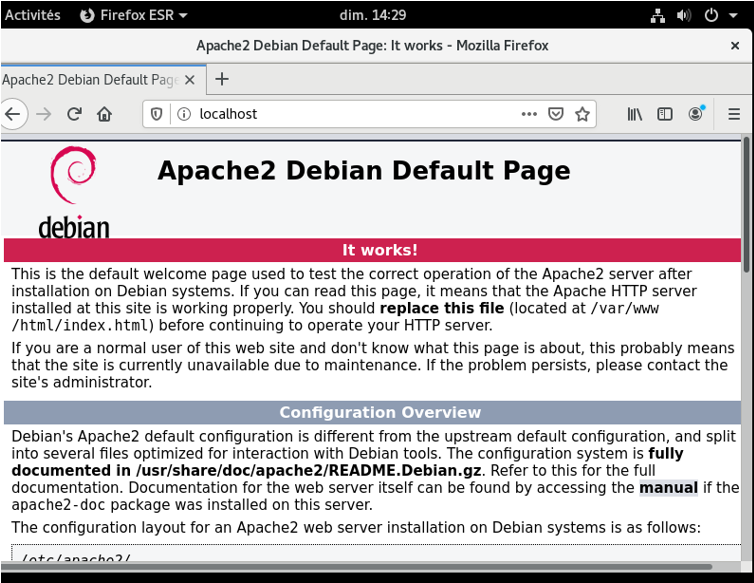 Activités Firefox ESR dim. 14:29
Apache2 Debian Default Page: It works - Mozilla Firefox
Apache2 Debian Default Page
localhost
debian
Apache2 Debian Default Page
It works!
This is the default welcome page used to test the correct operation of the Apache2 server after
installation on Debian systems. If you can read this page, it means that the Apache HTTP server
installed at this site is working properly. You should replace this file (located at /var/www
/html/index.html) before continuing to operate your HTTP server.
If you are a normal user of this web site and don't know what this page is about, this probably means
that the site is currently unavailable due to maintenance. If the problem persists, please contact the
site's administrator.
Configuration Overview
Debian's Apache2 default configuration is different from the upstream default configuration, and split
into several files optimized for interaction with Debian tools. The configuration system is fully
documented in /usr/share/doc/apache2/README.Debian.gz. Refer to this for the full
documentation. Documentation for the web server itself can be found by accessing the manual if the
apache2-doc package was installed on this server.
The configuration layout for an Apache2 web server installation on Debian systems is as follows:
/etc/apache2/